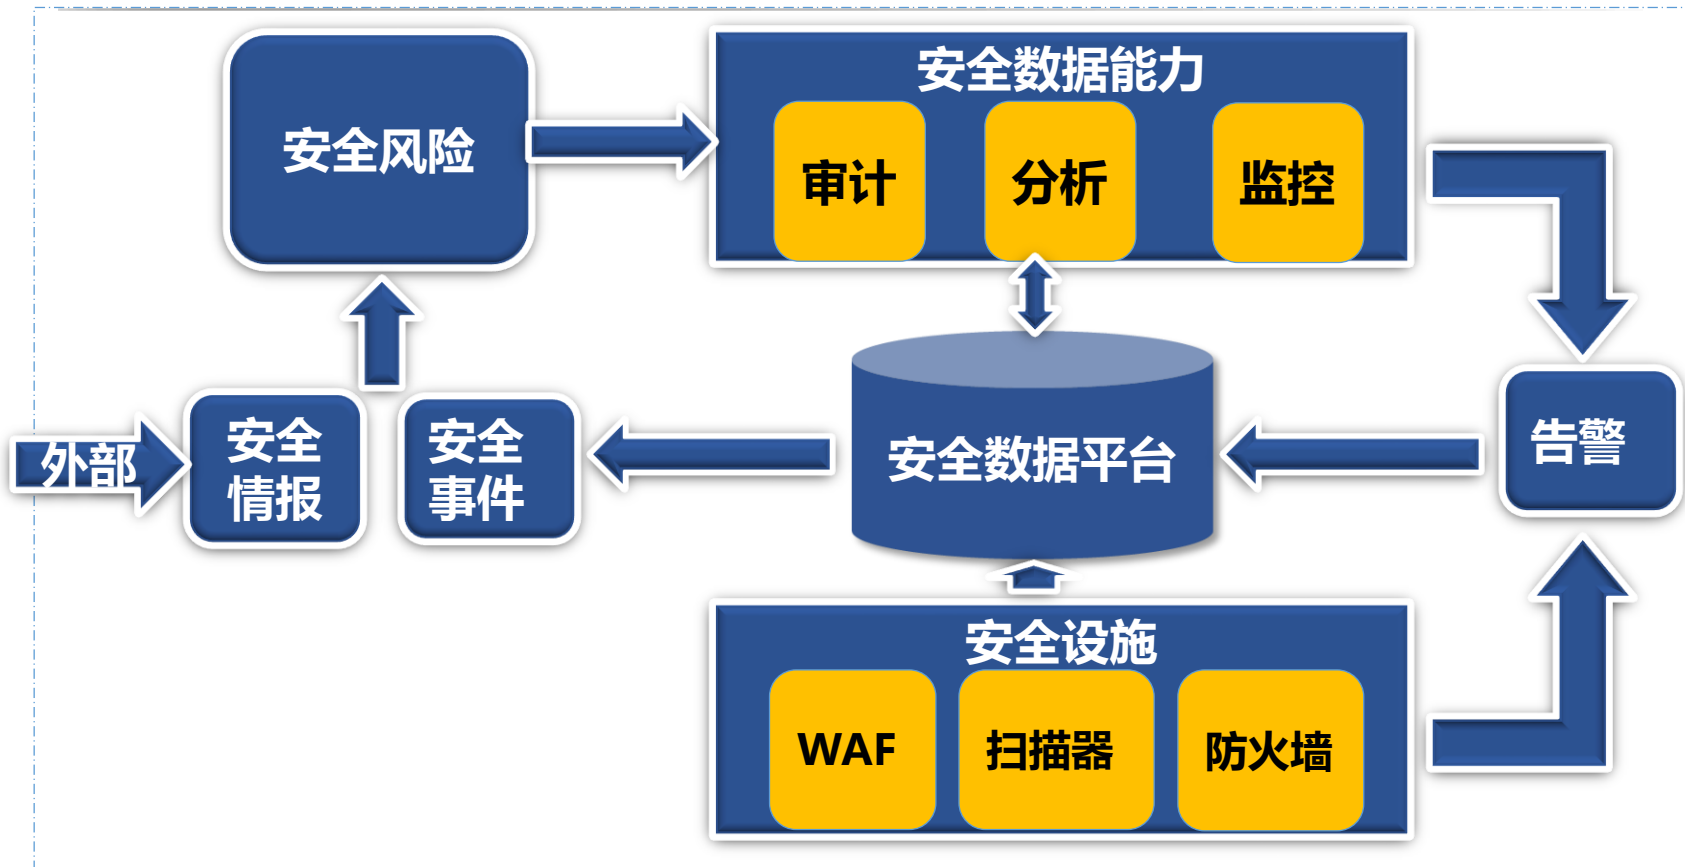 安全数据能力
安全风险
审计
分析
监控
外部
安全
情报
安全
事件
安全数据平台
告警
安全设施
WAF
扫描器
防火墙